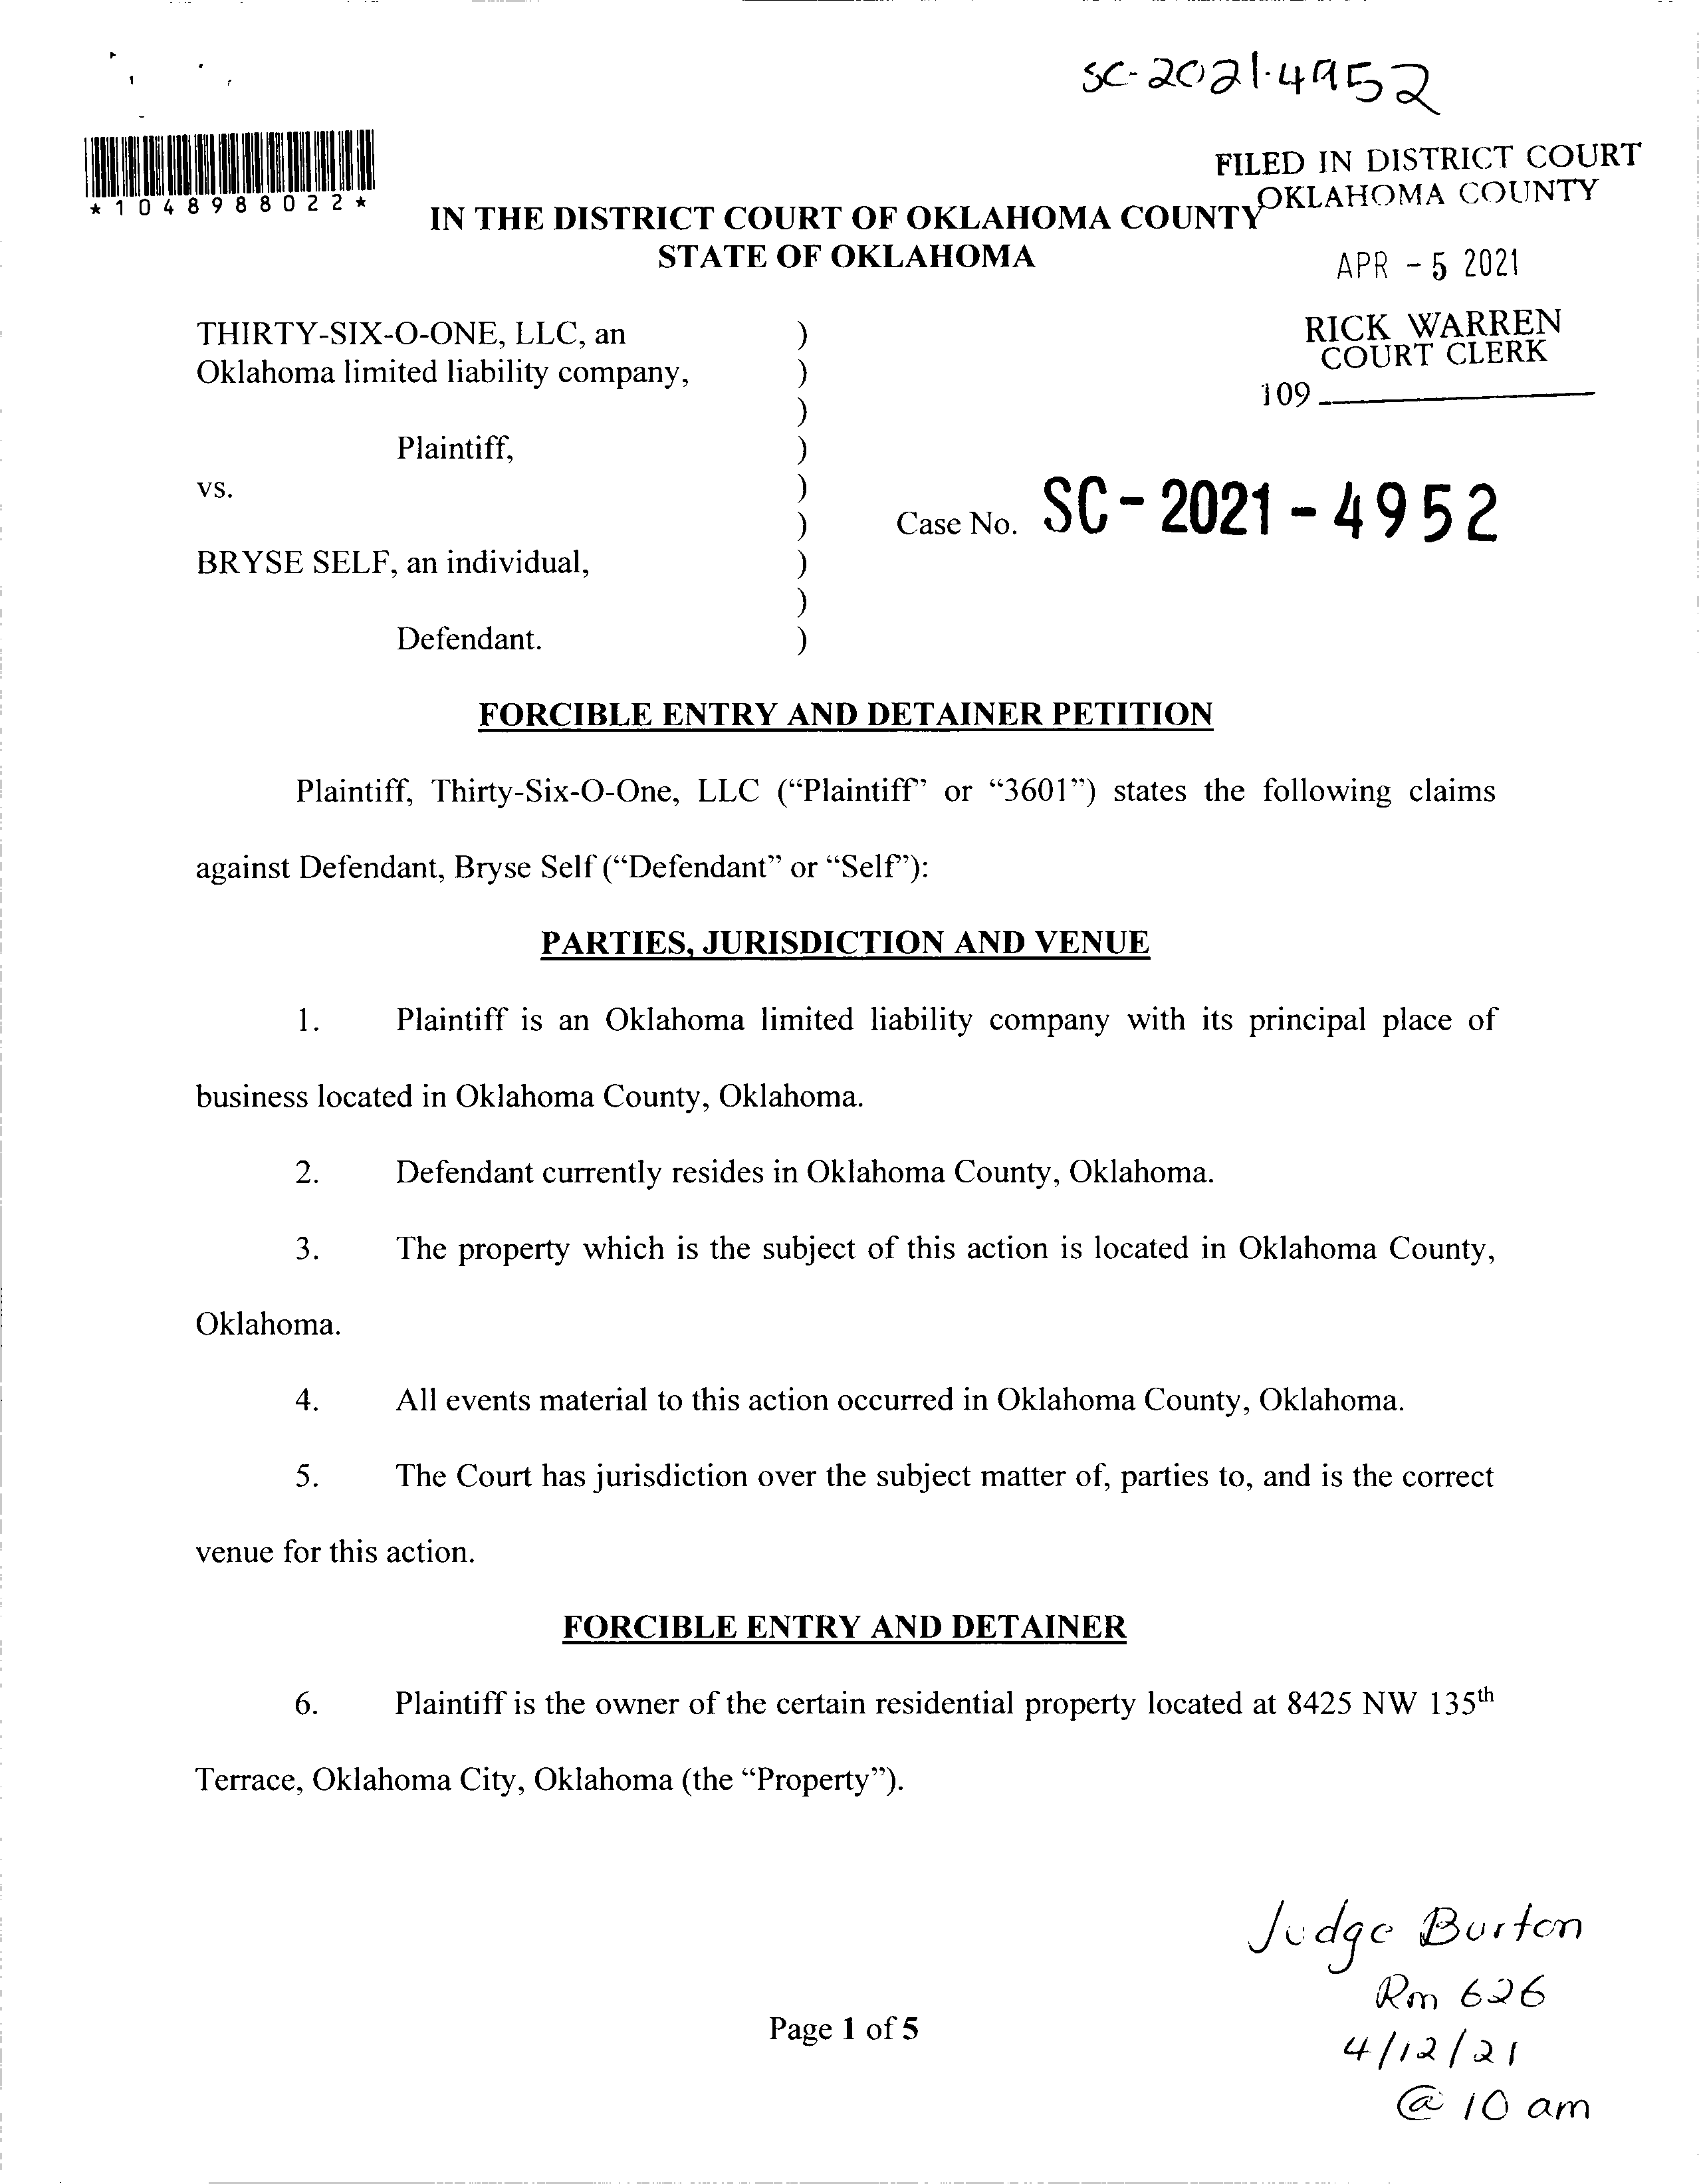 SC-2021-4952
FILED IN DISTRICT COURT
OKLAHOMA COUNTY
*1048988022*
IN THE DISTRICT COURT OF OKLAHOMA COUNTY
STATE OF OKLAHOMA
APR - 5 2021
RICK WARREN
COURT CLERK
109
THIRTY-SIX-O-ONE, LLC, an )
Oklahoma limited liability company, )
)
Plaintiff, )
vs. )
) Case No. SC-2021-4952
BRYSE SELF, an individual, )
)
Defendant. )
FORCIBLE ENTRY AND DETAINER PETITION
Plaintiff, Thirty-Six-O-One, LLC (“Plaintiff” or “3601”) states the following claims
against Defendant, Bryse Self (“Defendant” or “Self”):
PARTIES, JURISDICTION AND VENUE
1. Plaintiff is an Oklahoma limited liability company with its principal place of
business located in Oklahoma County, Oklahoma.
2. Defendant currently resides in Oklahoma County, Oklahoma.
3. The property which is the subject of this action is located in Oklahoma County,
Oklahoma.
4. All events material to this action occurred in Oklahoma County, Oklahoma.
5. The Court has jurisdiction over the subject matter of, parties to, and is the correct
venue for this action.
FORCIBLE ENTRY AND DETAINER
6. Plaintiff is the owner of the certain residential property located at 8425 NW 135th
Terrace, Oklahoma City, Oklahoma (the “Property”).
Judge Burton
Rm 626
4/12/21
@ 10 am
Page 1 of 5